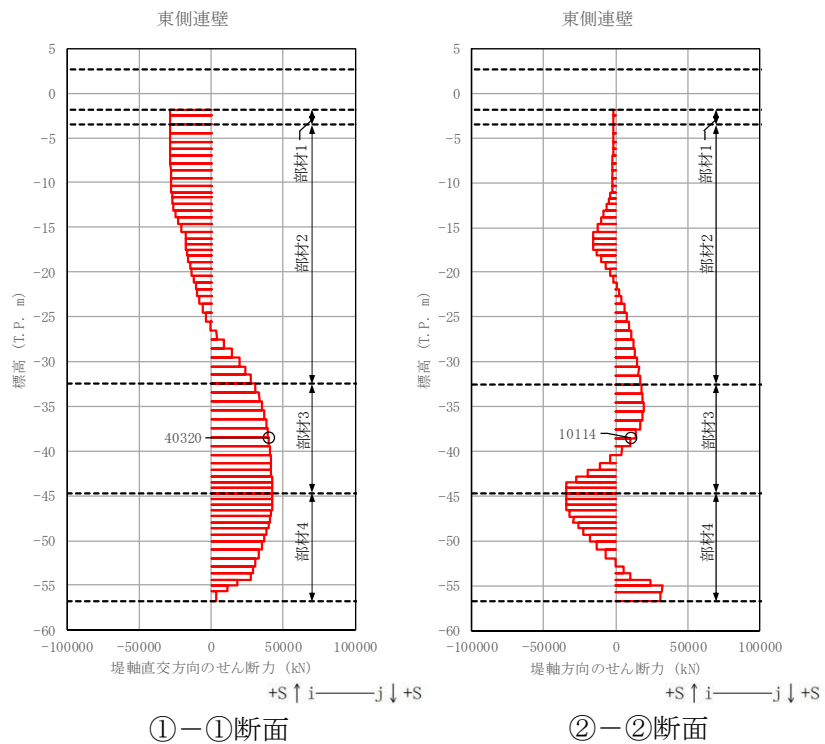 東側連壁
5
0
-5
-10
-15
-20
-25
-30
-35
-40
-45
-50
-55
-60
標高 (T.P. m)
部材1
部材2
部材3
部材4
40320
-100000 -50000 0 50000 100000
堤軸直交方向のせん断力 (kN)
+S ↑ i―――j ↓ +S
①－①断面
東側連壁
5
0
-5
-10
-15
-20
-25
-30
-35
-40
-45
-50
-55
-60
標高 (T.P. m)
部材1
部材2
部材3
部材4
10114
-100000 -50000 0 50000 100000
堤軸方向のせん断力 (kN)
+S ↑ i―――j ↓ +S
②－②断面